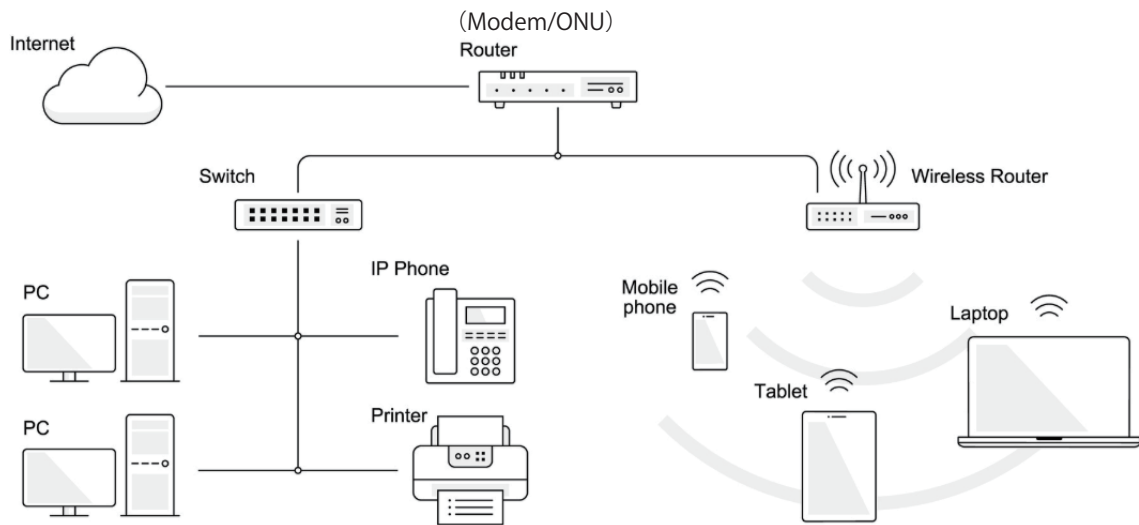 （Modem/ONU）
Internet
Router
Switch
Wireless Router
IP Phone
PC
Mobile
phone
Laptop
Tablet
Printer
PC